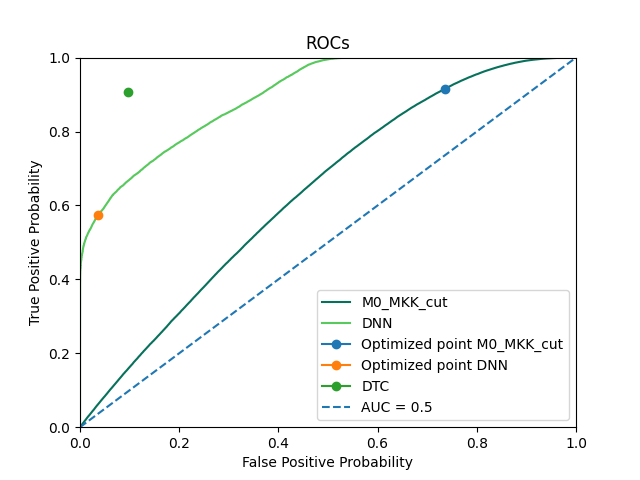 ROCs
True Positive Probability
1.0
0.8
0.6
0.4
0.2
0.0
M0_MKK_cut
DNN
Optimized point M0_MKK_cut
Optimized point DNN
DTC
AUC = 0.5
0.0 0.2 0.4 0.6 0.8 1.0
False Positive Probability